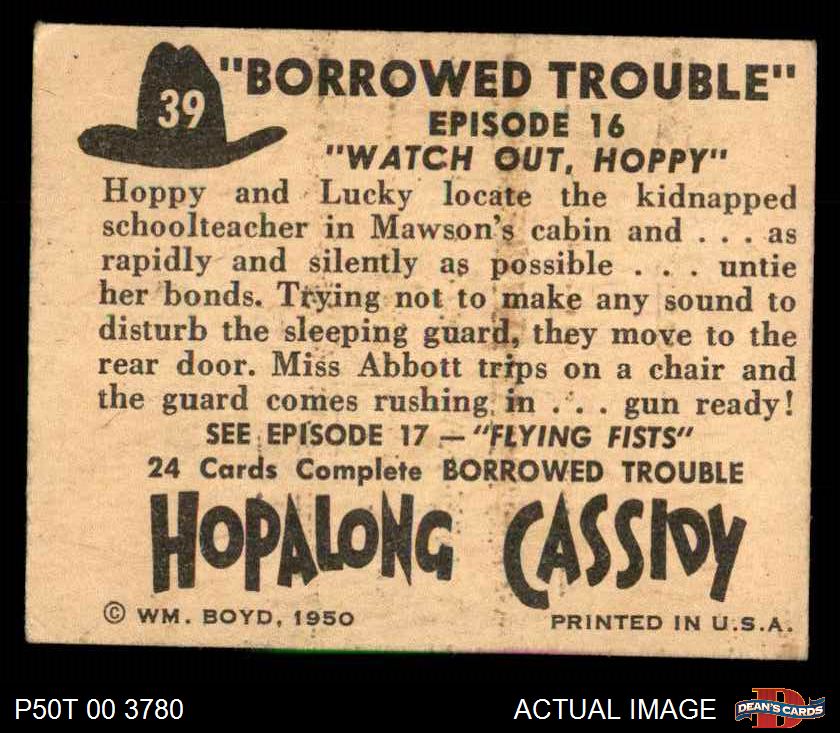 39
"BORROWED TROUBLE"
EPISODE 16
"WATCH OUT, HOPPY"
Hoppy and Lucky locate the kidnapped
schoolteacher in Mawson's cabin and . . . as
rapidly and silently as possible . . . untie
her bonds. Trying not to make any sound to
disturb the sleeping guard, they move to the
rear door. Miss Abbott trips on a chair and
the guard comes rushing in . . . gun ready!
SEE EPISODE 17 — "FLYING FISTS"
24 Cards Complete BORROWED TROUBLE
HOPALONG CASSIDY
© WM. BOYD, 1950 PRINTED IN U.S.A.
P50T 00 3780 ACTUAL IMAGE D DEAN'S CARDS